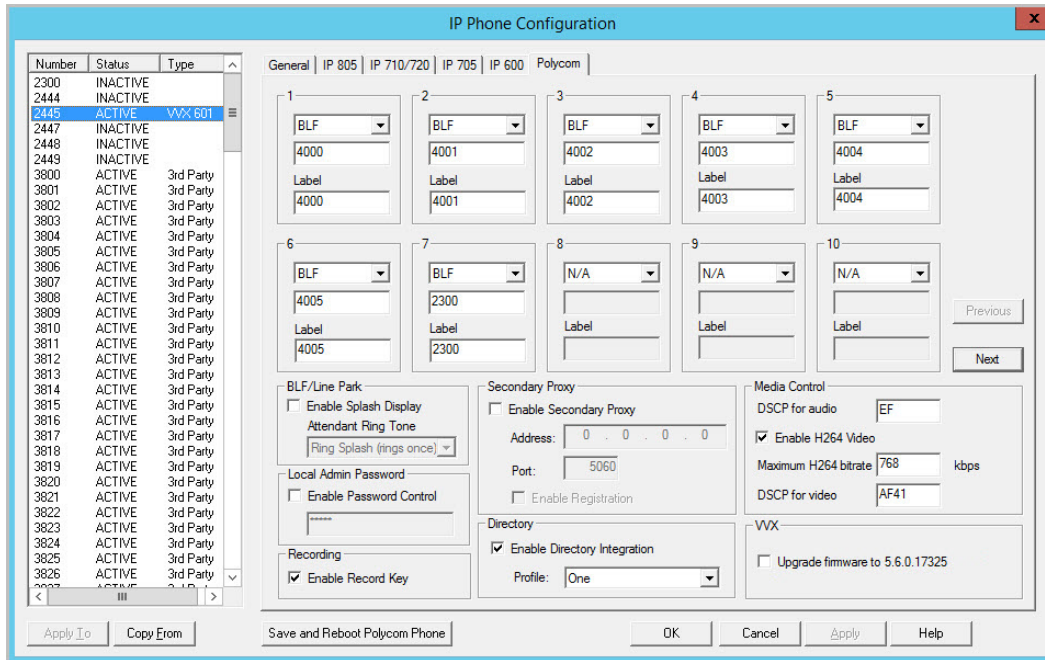 IP Phone Configuration
x
Number Status Type
2300 INACTIVE
2444 INACTIVE
2445 ACTIVE VVX 601
2447 INACTIVE
2448 INACTIVE
2449 INACTIVE
3800 ACTIVE 3rd Party
3801 ACTIVE 3rd Party
3802 ACTIVE 3rd Party
3803 ACTIVE 3rd Party
3804 ACTIVE 3rd Party
3805 ACTIVE 3rd Party
3806 ACTIVE 3rd Party
3807 ACTIVE 3rd Party
3808 ACTIVE 3rd Party
3809 ACTIVE 3rd Party
3810 ACTIVE 3rd Party
3811 ACTIVE 3rd Party
3812 ACTIVE 3rd Party
3813 ACTIVE 3rd Party
3814 ACTIVE 3rd Party
3815 ACTIVE 3rd Party
3816 ACTIVE 3rd Party
3817 ACTIVE 3rd Party
3818 ACTIVE 3rd Party
3819 ACTIVE 3rd Party
3820 ACTIVE 3rd Party
3821 ACTIVE 3rd Party
3822 ACTIVE 3rd Party
3823 ACTIVE 3rd Party
3824 ACTIVE 3rd Party
3825 ACTIVE 3rd Party
3826 ACTIVE 3rd Party
General IP 805 IP 710/720 IP 705 IP 600 Polycom
1 2 3 4 5
BLF BLF BLF BLF BLF
4000 4001 4002 4003 4004
Label Label Label Label Label
4000 4001 4002 4003 4004
6 7 8 9 10
BLF BLF N/A N/A N/A
4005 2300
Label Label Label Label Label
4005 2300
Previous
Next
BLF/Line Park
Enable Splash Display
Attendant Ring Tone
Ring Splash (rings once)
Local Admin Password
Enable Password Control
*****
Recording
Enable Record Key
Secondary Proxy
Enable Secondary Proxy
Address: 0 . 0 . 0 . 0
Port: 5060
Enable Registration
Directory
Enable Directory Integration
Profile: One
Media Control
DSCP for audio EF
Enable H264 Video
Maximum H264 bitrate 768 kbps
DSCP for video AF41
VVX
Upgrade firmware to 5.6.0.17325
Apply To Copy From Save and Reboot Polycom Phone OK Cancel Apply Help